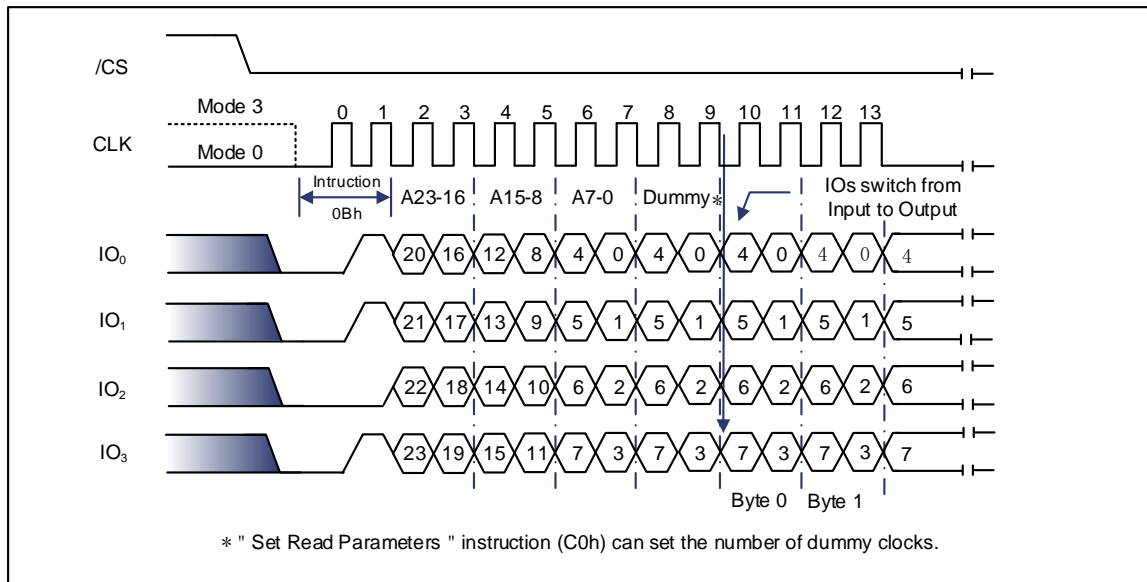 /CS
Mode 3
0 1 2 3 4 5 6 7 8 9 10 11 12 13
CLK
Mode 0
Intruction
0Bh
A23-16 A15-8 A7-0 Dummy*
IOs switch from
Input to Output
IO0 20 16 12 8 4 0 4 0 4 0 4 0 4
IO1 21 17 13 9 5 1 5 1 5 1 5 1 5
IO2 22 18 14 10 6 2 6 2 6 2 6 2 6
IO3 23 19 15 11 7 3 7 3 7 3 7 3 7
Byte 0 Byte 1
* " Set Read Parameters " instruction (C0h) can set the number of dummy clocks.